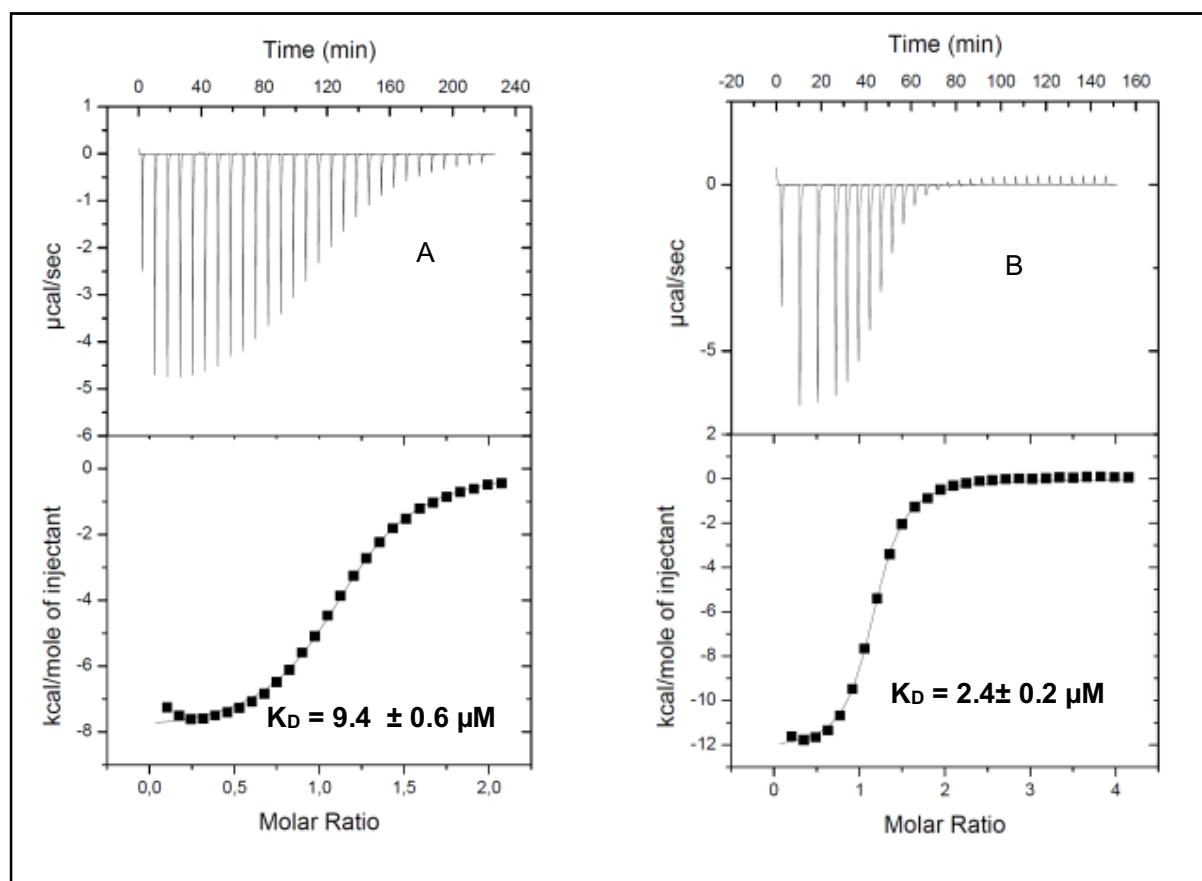 Time (min)
0 40 80 120 160 200 240
1
0
-1
-2
-3
-4
-5
-6
µcal/sec
A
0
-2
-4
-6
-8
kcal/mole of injectant
KD = 9.4 ± 0.6 µM
0,0 0,5 1,0 1,5 2,0
Molar Ratio
Time (min)
-20 0 20 40 60 80 100 120 140 160
0
-5
µcal/sec
B
2
0
-2
-4
-6
-8
-10
-12
kcal/mole of injectant
KD = 2.4± 0.2 µM
0 1 2 3 4
Molar Ratio